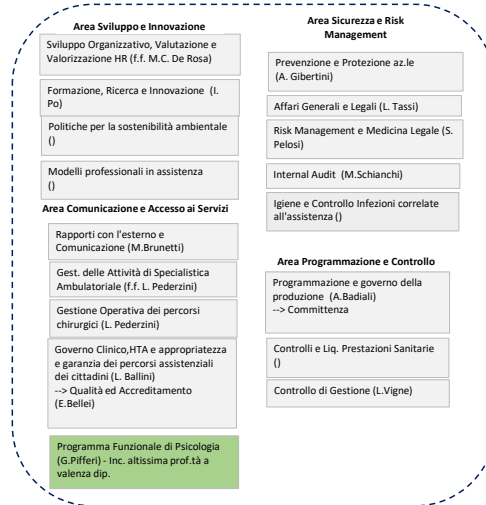 Area Sviluppo e Innovazione
Sviluppo Organizzativo, Valutazione e
Valorizzazione HR (f.f. M.C. De Rosa)
Formazione, Ricerca e Innovazione (I.
Po)
Politiche per la sostenibilità ambientale
()
Modelli professionali in assistenza
()
Area Comunicazione e Accesso ai Servizi
Rapporti con l'esterno e
Comunicazione (M.Brunetti)
Gest. delle Attività di Specialistica
Ambulatoriale (f.f. L. Pederzini)
Gestione Operativa dei percorsi
chirurgici (L. Pederzini)
Governo Clinico,HTA e appropriatezza
e garanzia dei percorsi assistenziali
dei cittadini (L. Ballini)
--> Qualità ed Accreditamento
(E.Bellei)
Programma Funzionale di Psicologia
(G.Pifferi) - Inc. altissima prof.tà a
valenza dip.
Area Sicurezza e Risk
Management
Prevenzione e Protezione az.le
(A. Gibertini)
Affari Generali e Legali (L. Tassi)
Risk Management e Medicina Legale (S.
Pelosi)
Internal Audit (M.Schianchi)
Igiene e Controllo Infezioni correlate
all'assistenza ()
Area Programmazione e Controllo
Programmazione e governo della
produzione (A.Badiali)
--> Committenza
Controlli e Liq. Prestazioni Sanitarie
()
Controllo di Gestione (L.Vigne)